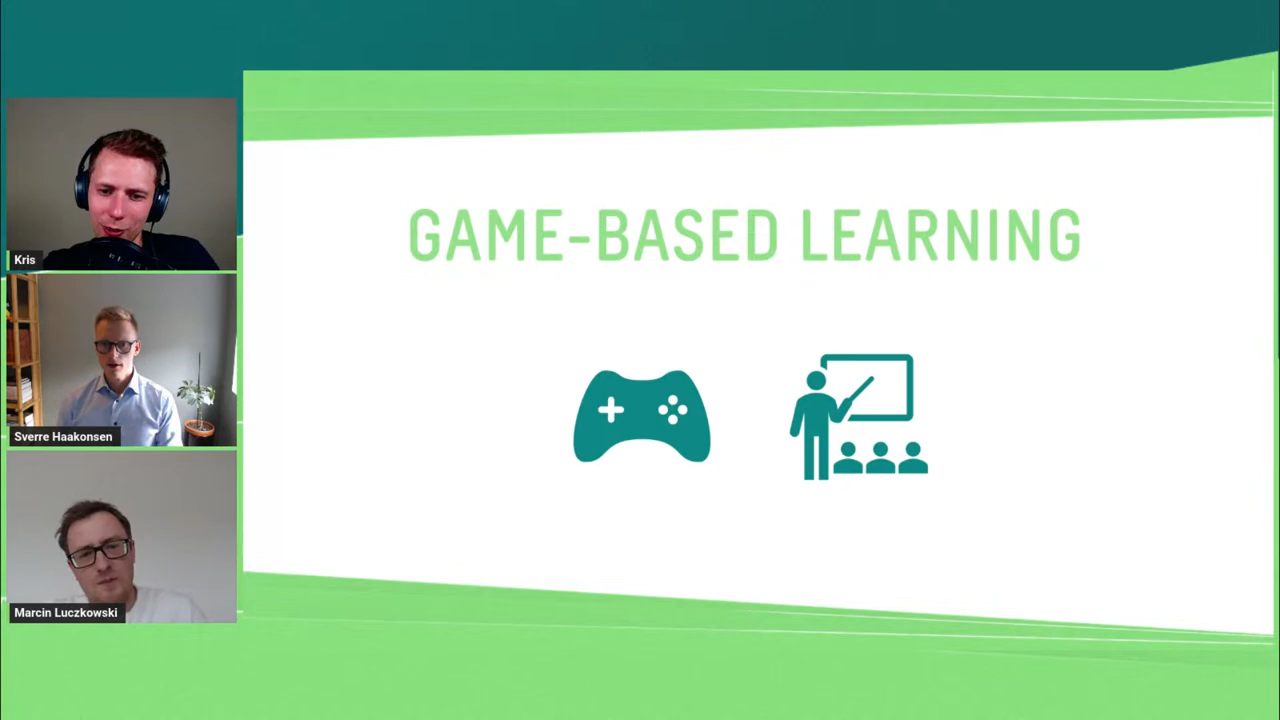 GAME-BASED LEARNING
Kris
Sverre Haakonsen
Marcin Luczkowski